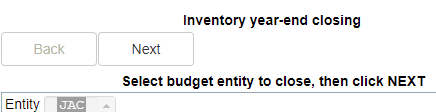 Inventory year-end closing
Back Next
Select budget entity to close, then click NEXT
Entity JAC